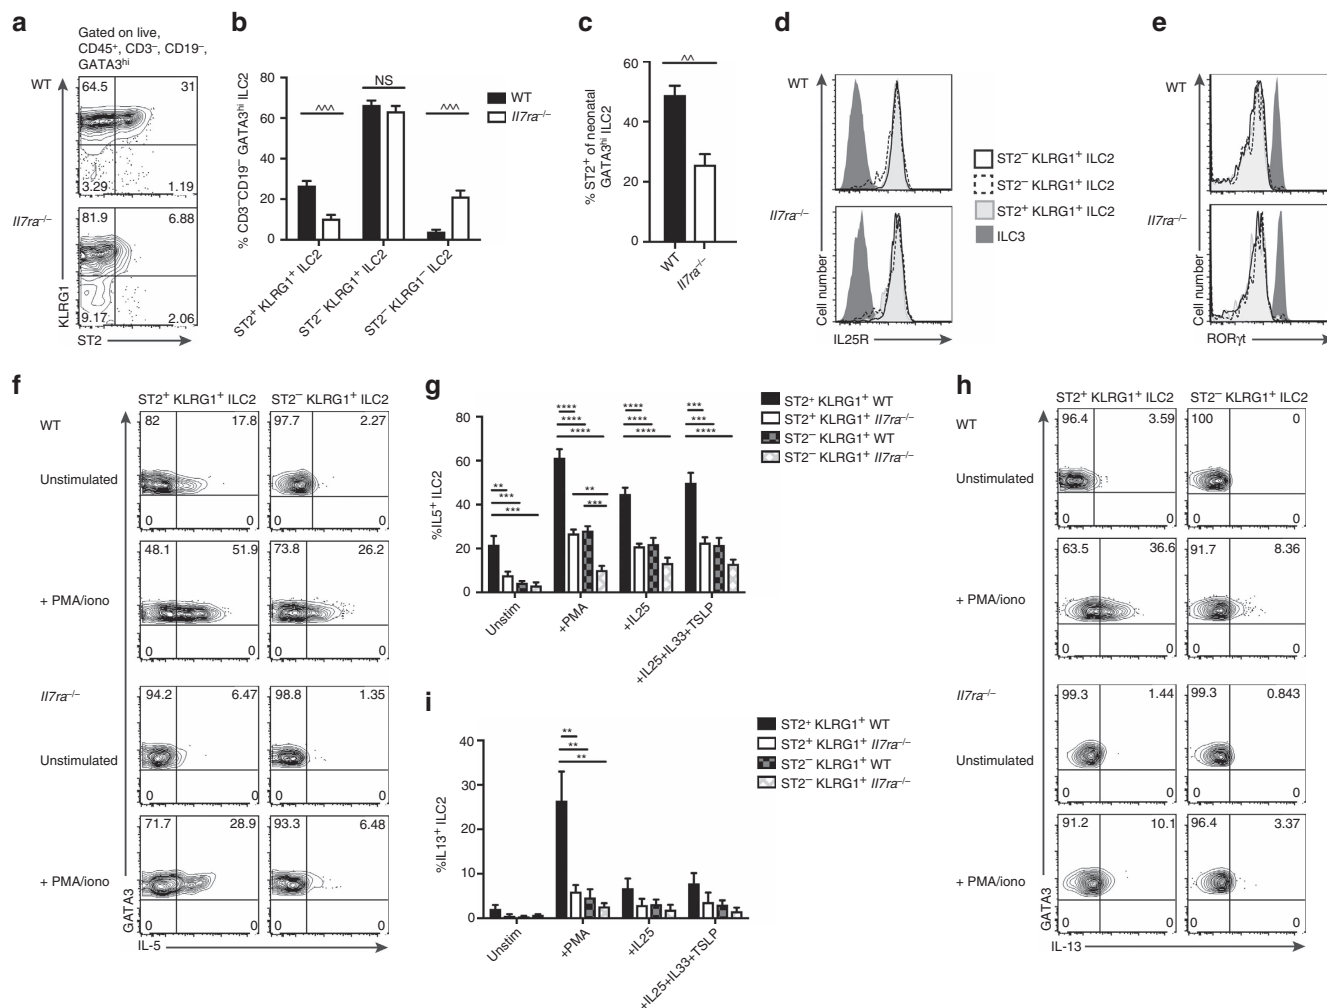 a
Gated on live,
CD45+, CD3−, CD19−,
GATA3hi
WT
64.5 31
3.29 1.19
Il7ra−/−
81.9 6.88
9.17 2.06
KLRG1
ST2
b
% CD3−CD19− GATA3hi ILC2
80
60
40
20
0
^^^
NS
^^^
WT
Il7ra−/−
ST2+ KLRG1+ ILC2
ST2− KLRG1+ ILC2
ST2− KLRG1− ILC2
c
% ST2+ of neonatal
GATA3hi ILC2
60
40
20
0
^^
WT
Il7ra−/−
d
WT
Il7ra−/−
Cell number
IL25R
ST2− KLRG1+ ILC2
ST2− KLRG1+ ILC2
ST2+ KLRG1+ ILC2
ILC3
e
WT
Il7ra−/−
Cell number
RORγt
f
ST2+ KLRG1+ ILC2 ST2− KLRG1+ ILC2
WT
82 17.8 97.7 2.27
Unstimulated
0 0 0 0
48.1 51.9 73.8 26.2
+ PMA/iono
0 0 0 0
Il7ra−/−
94.2 6.47 98.8 1.35
Unstimulated
0 0 0 0
71.7 28.9 93.3 6.48
+ PMA/iono
0 0 0 0
GATA3
IL-5
g
%IL5+ ILC2
80
60
40
20
0
** *** ***
**** **** ****
** ***
**** **** ****
*** *** ****
ST2+ KLRG1+ WT
ST2+ KLRG1+ Il7ra−/−
ST2− KLRG1+ WT
ST2− KLRG1+ Il7ra−/−
Unstim
+PMA
+IL25
+IL25+IL33+TSLP
h
ST2+ KLRG1+ ILC2 ST2− KLRG1+ ILC2
WT
96.4 3.59 100 0
Unstimulated
0 0 0 0
63.5 36.6 91.7 8.36
+ PMA/iono
0 0 0 0
Il7ra−/−
99.3 1.44 99.3 0.843
Unstimulated
0 0 0 0
91.2 10.1 96.4 3.37
+ PMA/iono
0 0 0 0
GATA3
IL-13
i
%IL13+ ILC2
40
30
20
10
0
**
**
**
ST2+ KLRG1+ WT
ST2+ KLRG1+ Il7ra−/−
ST2− KLRG1+ WT
ST2− KLRG1+ Il7ra−/−
Unstim
+PMA
+IL25
+IL25+IL33+TSLP